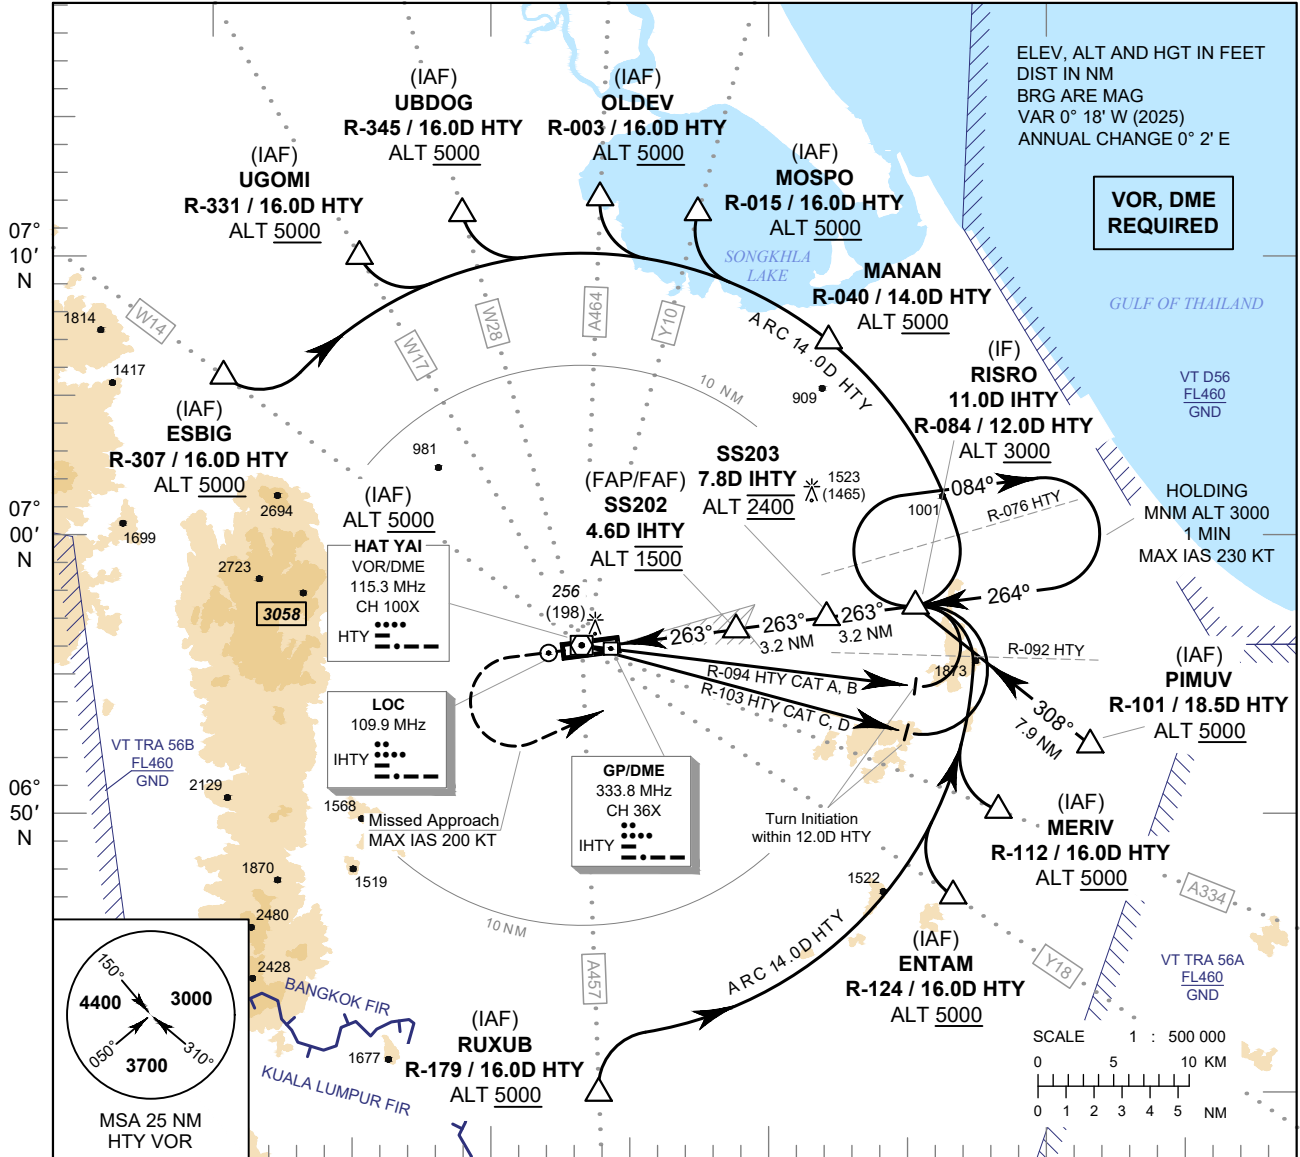 ELEV, ALT AND HGT IN FEET
DIST IN NM
BRG ARE MAG
VAR 0° 18' W (2025)
ANNUAL CHANGE 0° 2' E
VOR, DME
REQUIRED
(IAF)
UBDOG
R-345 / 16.0D HTY
ALT 5000
(IAF)
OLDEV
R-003 / 16.0D HTY
ALT 5000
(IAF)
UGOMI
R-331 / 16.0D HTY
ALT 5000
(IAF)
MOSPO
R-015 / 16.0D HTY
ALT 5000
SONGKHLA
LAKE
MANAN
R-040 / 14.0D HTY
ALT 5000
GULF OF THAILAND
07°
10'
N
1814
1417
W14
W17
W28
A464
Y10
ARC 14.0D HTY
10 NM
909
(IF)
RISRO
11.0D IHTY
R-084 / 12.0D HTY
ALT 3000
VT D56
FL460
GND
(IAF)
ESBIG
R-307 / 16.0D HTY
ALT 5000
981
SS203
7.8D IHTY
ALT 2400
1523
(1465)
(FAP/FAF)
SS202
4.6D IHTY
ALT 1500
084°
1001
R-076 HTY
HOLDING
MNM ALT 3000
1 MIN
MAX IAS 230 KT
07°
00'
N
2694
1699
2723
3058
(IAF)
ALT 5000
HAT YAI
VOR/DME
115.3 MHz
CH 100X
HTY
256
(198)
264°
263°
263°
3.2 NM
263°
3.2 NM
R-092 HTY
1873
R-094 HTY CAT A, B
R-103 HTY CAT C, D
(IAF)
PIMUV
R-101 / 18.5D HTY
ALT 5000
308°
7.9 NM
LOC
109.9 MHz
IHTY
VT TRA 56B
FL460
GND
GP/DME
333.8 MHz
CH 36X
IHTY
06°
50'
N
2129
1568
Missed Approach
MAX IAS 200 KT
Turn Initiation
within 12.0D HTY
(IAF)
MERIV
R-112 / 16.0D HTY
ALT 5000
1870
1519
1522
A334
2480
10 NM
(IAF)
ENTAM
R-124 / 16.0D HTY
ALT 5000
Y18
VT TRA 56A
FL460
GND
2428
A457
ARC 14.0D HTY
BANGKOK FIR
KUALA LUMPUR FIR
1677
(IAF)
RUXUB
R-179 / 16.0D HTY
ALT 5000
150°
4400
3000
050°
310°
3700
MSA 25 NM
HTY VOR
SCALE 1 : 500 000
0 5 10 KM
0 1 2 3 4 5 NM